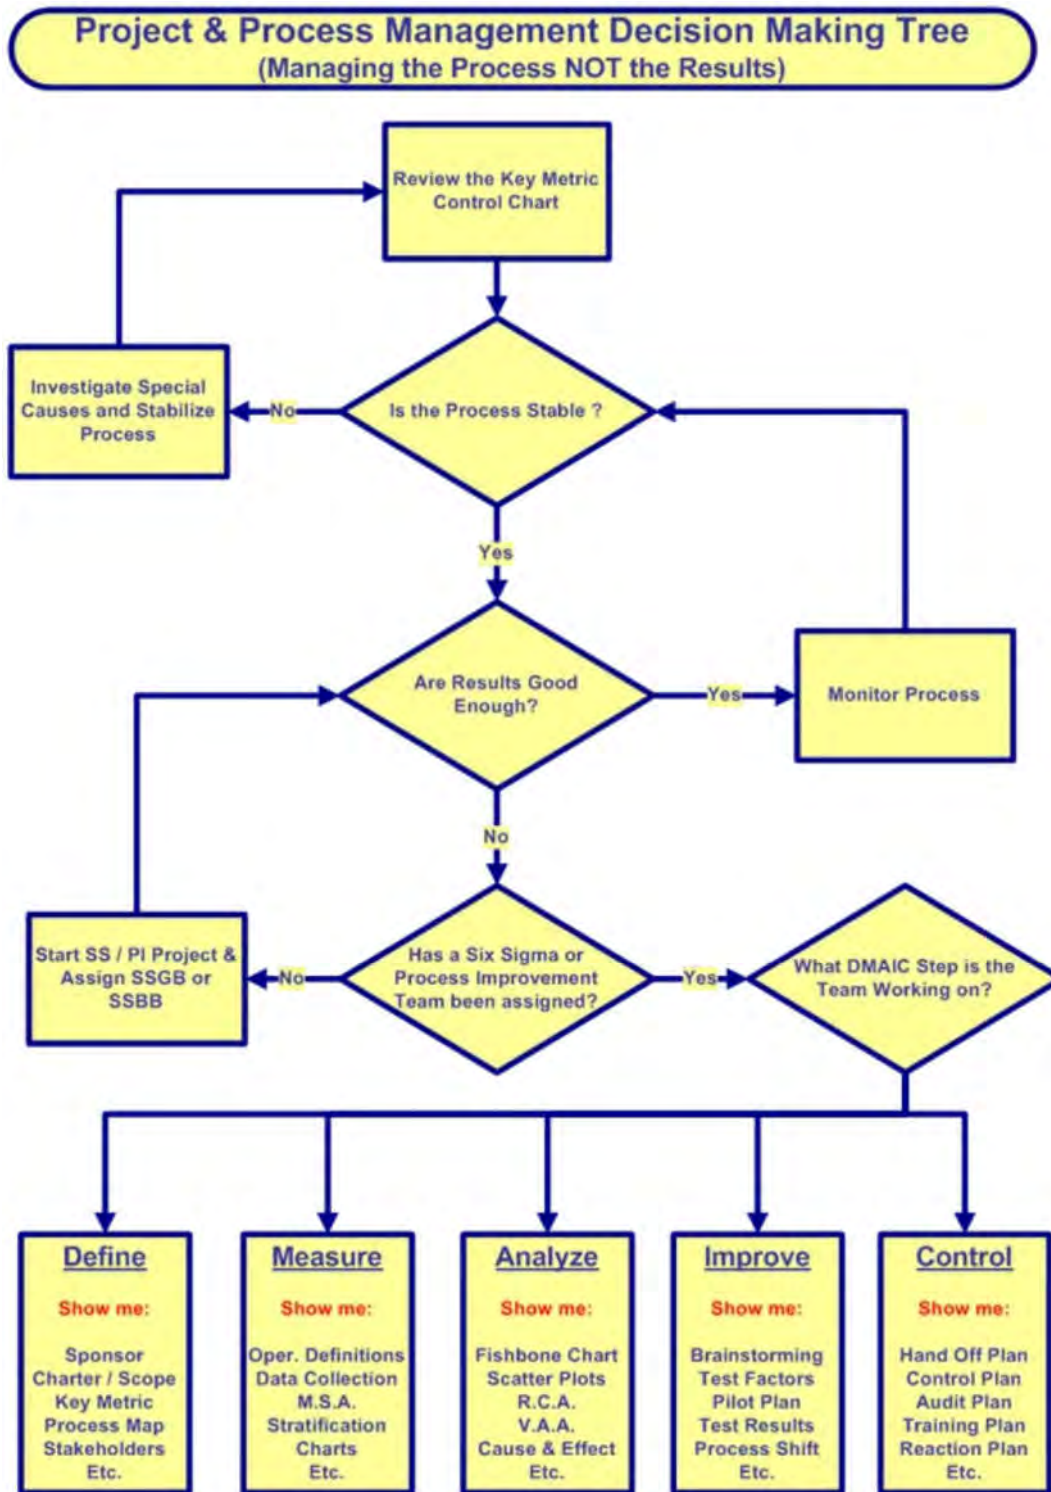 Project & Process Management Decision Making Tree
(Managing the Process NOT the Results)
Review the Key Metric
Control Chart
Investigate Special
Causes and Stabilize
Process
No
Is the Process Stable ?
Yes
Are Results Good
Enough?
Yes
Monitor Process
No
Start SS / PI Project &
Assign SSGB or
SSBB
No
Has a Six Sigma or
Process Improvement
Team been assigned?
Yes
What DMAIC Step is the
Team Working on?
Define
Show me:
Sponsor
Charter / Scope
Key Metric
Process Map
Stakeholders
Etc.
Measure
Show me:
Oper. Definitions
Data Collection
M.S.A.
Stratification
Charts
Etc.
Analyze
Show me:
Fishbone Chart
Scatter Plots
R.C.A.
V.A.A.
Cause & Effect
Etc.
Improve
Show me:
Brainstorming
Test Factors
Pilot Plan
Test Results
Process Shift
Etc.
Control
Show me:
Hand Off Plan
Control Plan
Audit Plan
Training Plan
Reaction Plan
Etc.